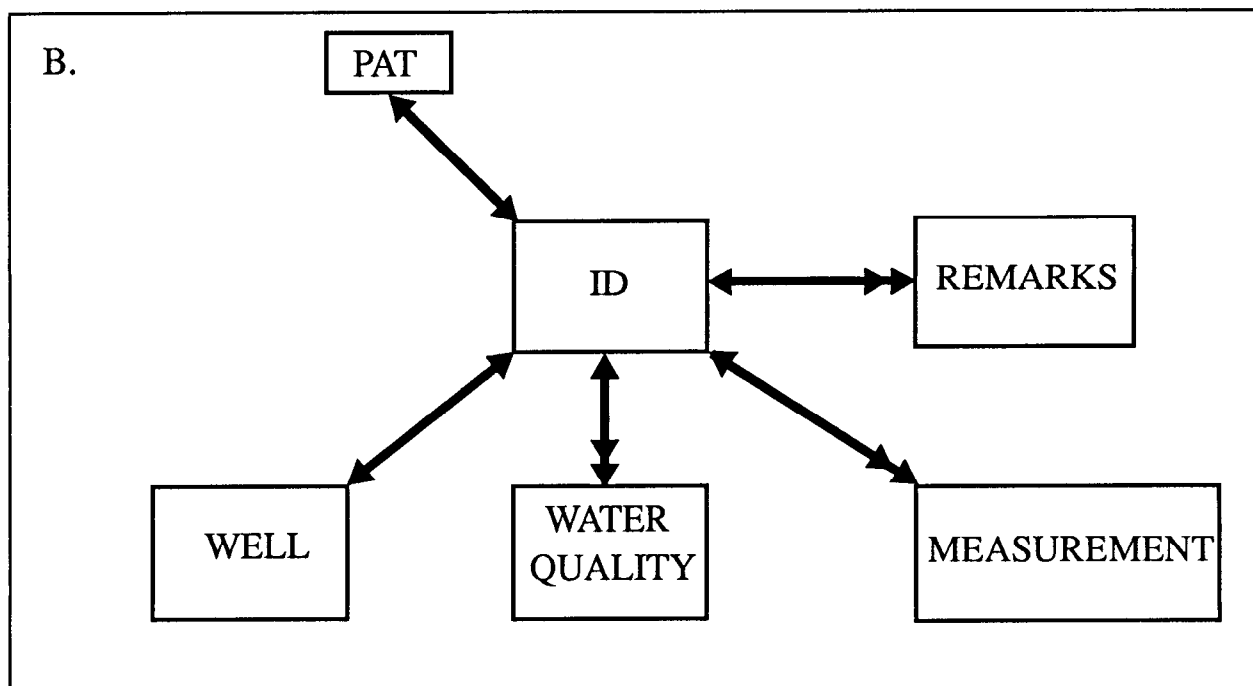 B.
PAT
ID
REMARKS
WELL
WATER
QUALITY
MEASUREMENT